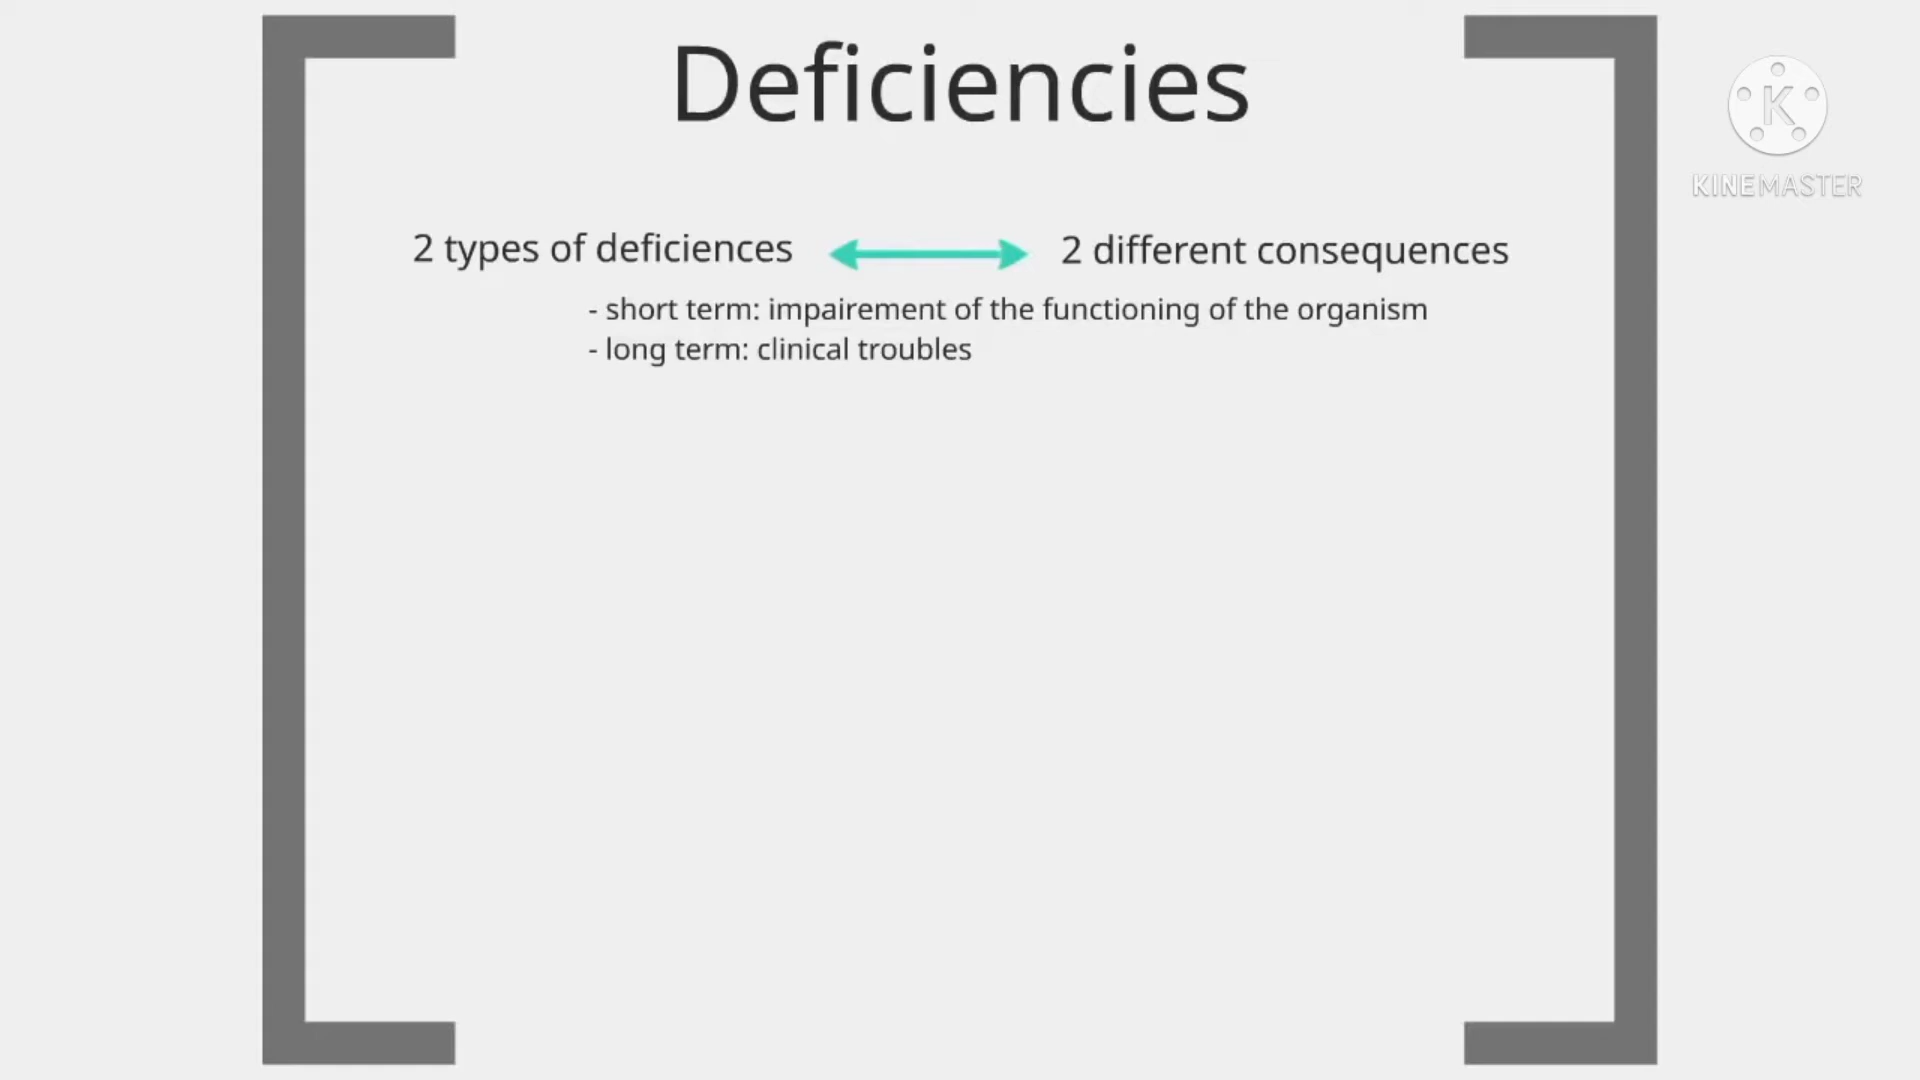 Deficiencies
K
KINEMASTER
2 types of deficiences 2 different consequences
- short term: impairement of the functioning of the organism
- long term: clinical troubles